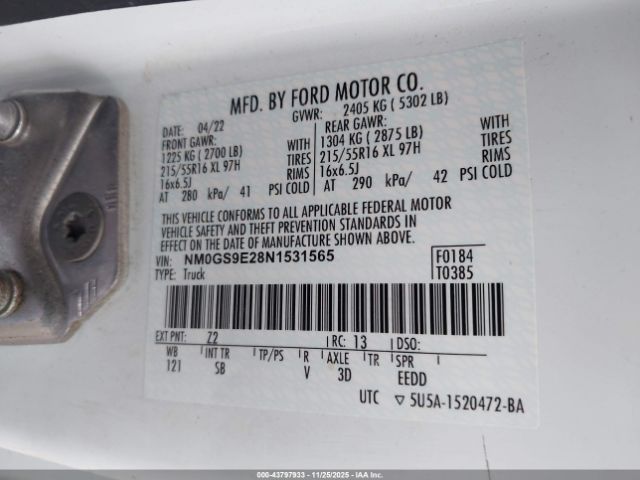 MFD. BY FORD MOTOR CO.
GVWR: 2405 KG ( 5302 LB)
DATE: 04/22
FRONT GAWR: REAR GAWR:
1225 KG ( 2700 LB) WITH 1304 KG ( 2875 LB) WITH
215/55R16 XL 97H TIRES 215/55R16 XL 97H TIRES
16x6.5J RIMS 16x6.5J RIMS
AT 280 kPa/ 41 PSI COLD AT 290 kPa/ 42 PSI COLD
THIS VEHICLE CONFORMS TO ALL APPLICABLE FEDERAL MOTOR
VEHICLE SAFETY AND THEFT PREVENTION STANDARDS IN
EFFECT ON THE DATE OF MANUFACTURE SHOWN ABOVE.
VIN: NM0GS9E28N1531565 F0184
TYPE: Truck T0385
EXT PNT: Z2 RC: 13 DSO:
WB INT TR TP/PS R AXLE TR SPR
121 SB V 3D EEDD
UTC ▽ 5U5A-1520472-BA
000-43797933 - 11/25/2025 - Copart, Inc.